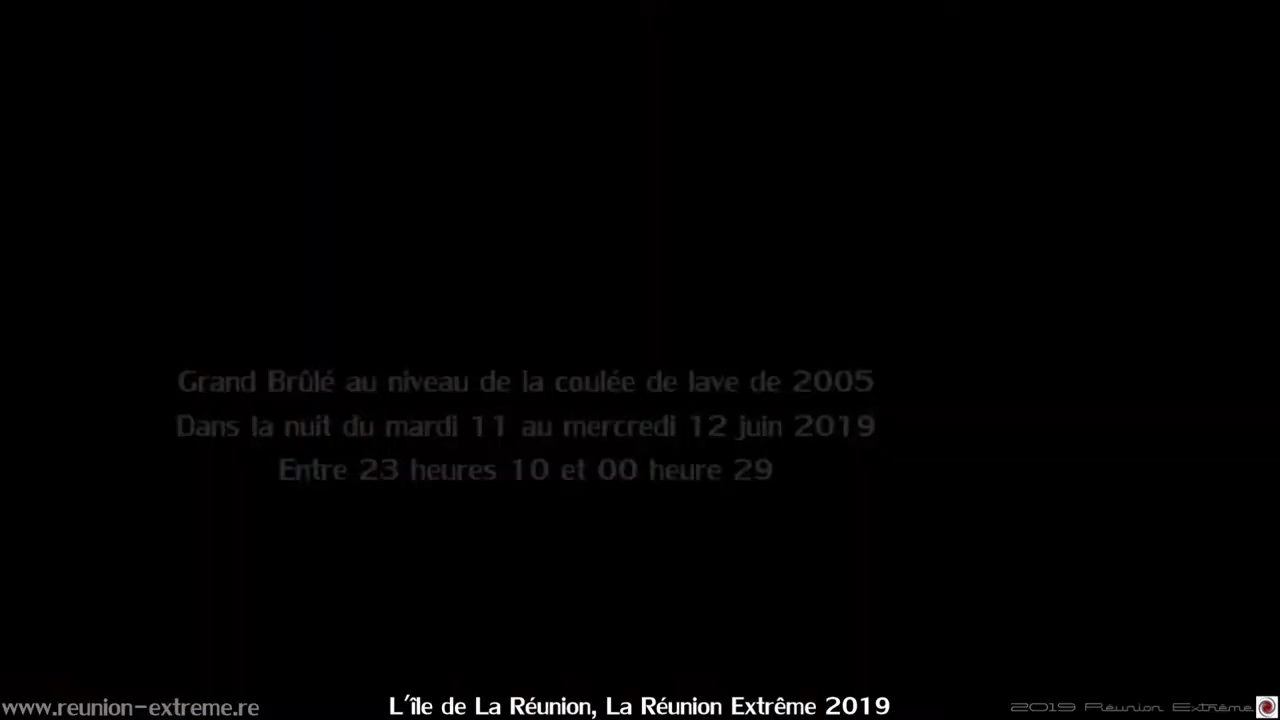 Grand Brûlé au niveau de la coulée de lave de 2005
Dans la nuit du mardi 11 au mercredi 12 juin 2019
Entre 23 heures 10 et 00 heure 29
www.reunion-extreme.re
L'île de La Réunion, La Réunion Extrême 2019
2019 Réunion Extrême